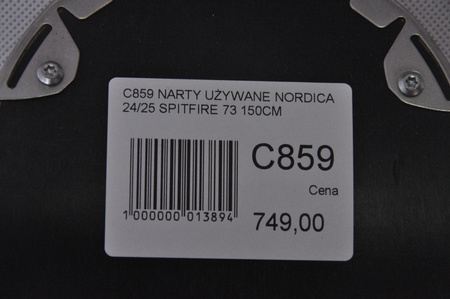 C859 NARTY UŻYWANE NORDICA
24/25 SPITFIRE 73 150CM
C859
Cena
1 000000 013894
749,00